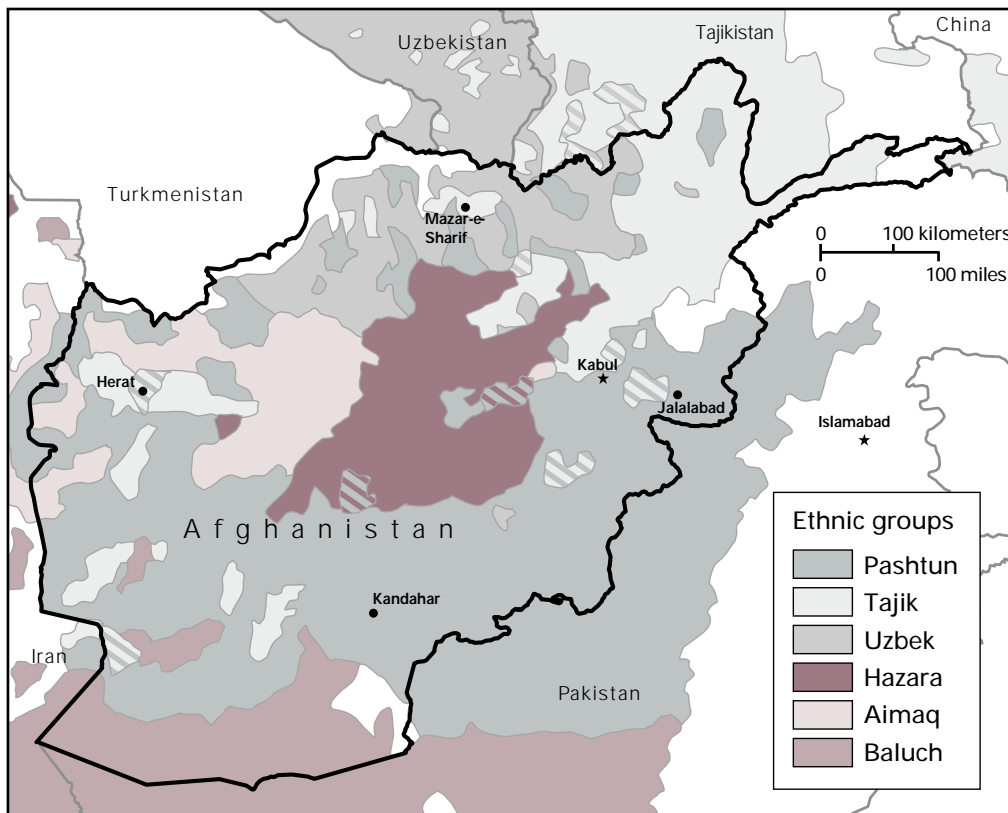 China
Uzbekistan
Tajikistan
Turkmenistan
Mazar-e-
Sharif
0 100 kilometers
0 100 miles
Herat
Kabul
Jalalabad
Islamabad
Afghanistan
Kandahar
Iran
Pakistan
Ethnic groups
Pashtun
Tajik
Uzbek
Hazara
Aimaq
Baluch